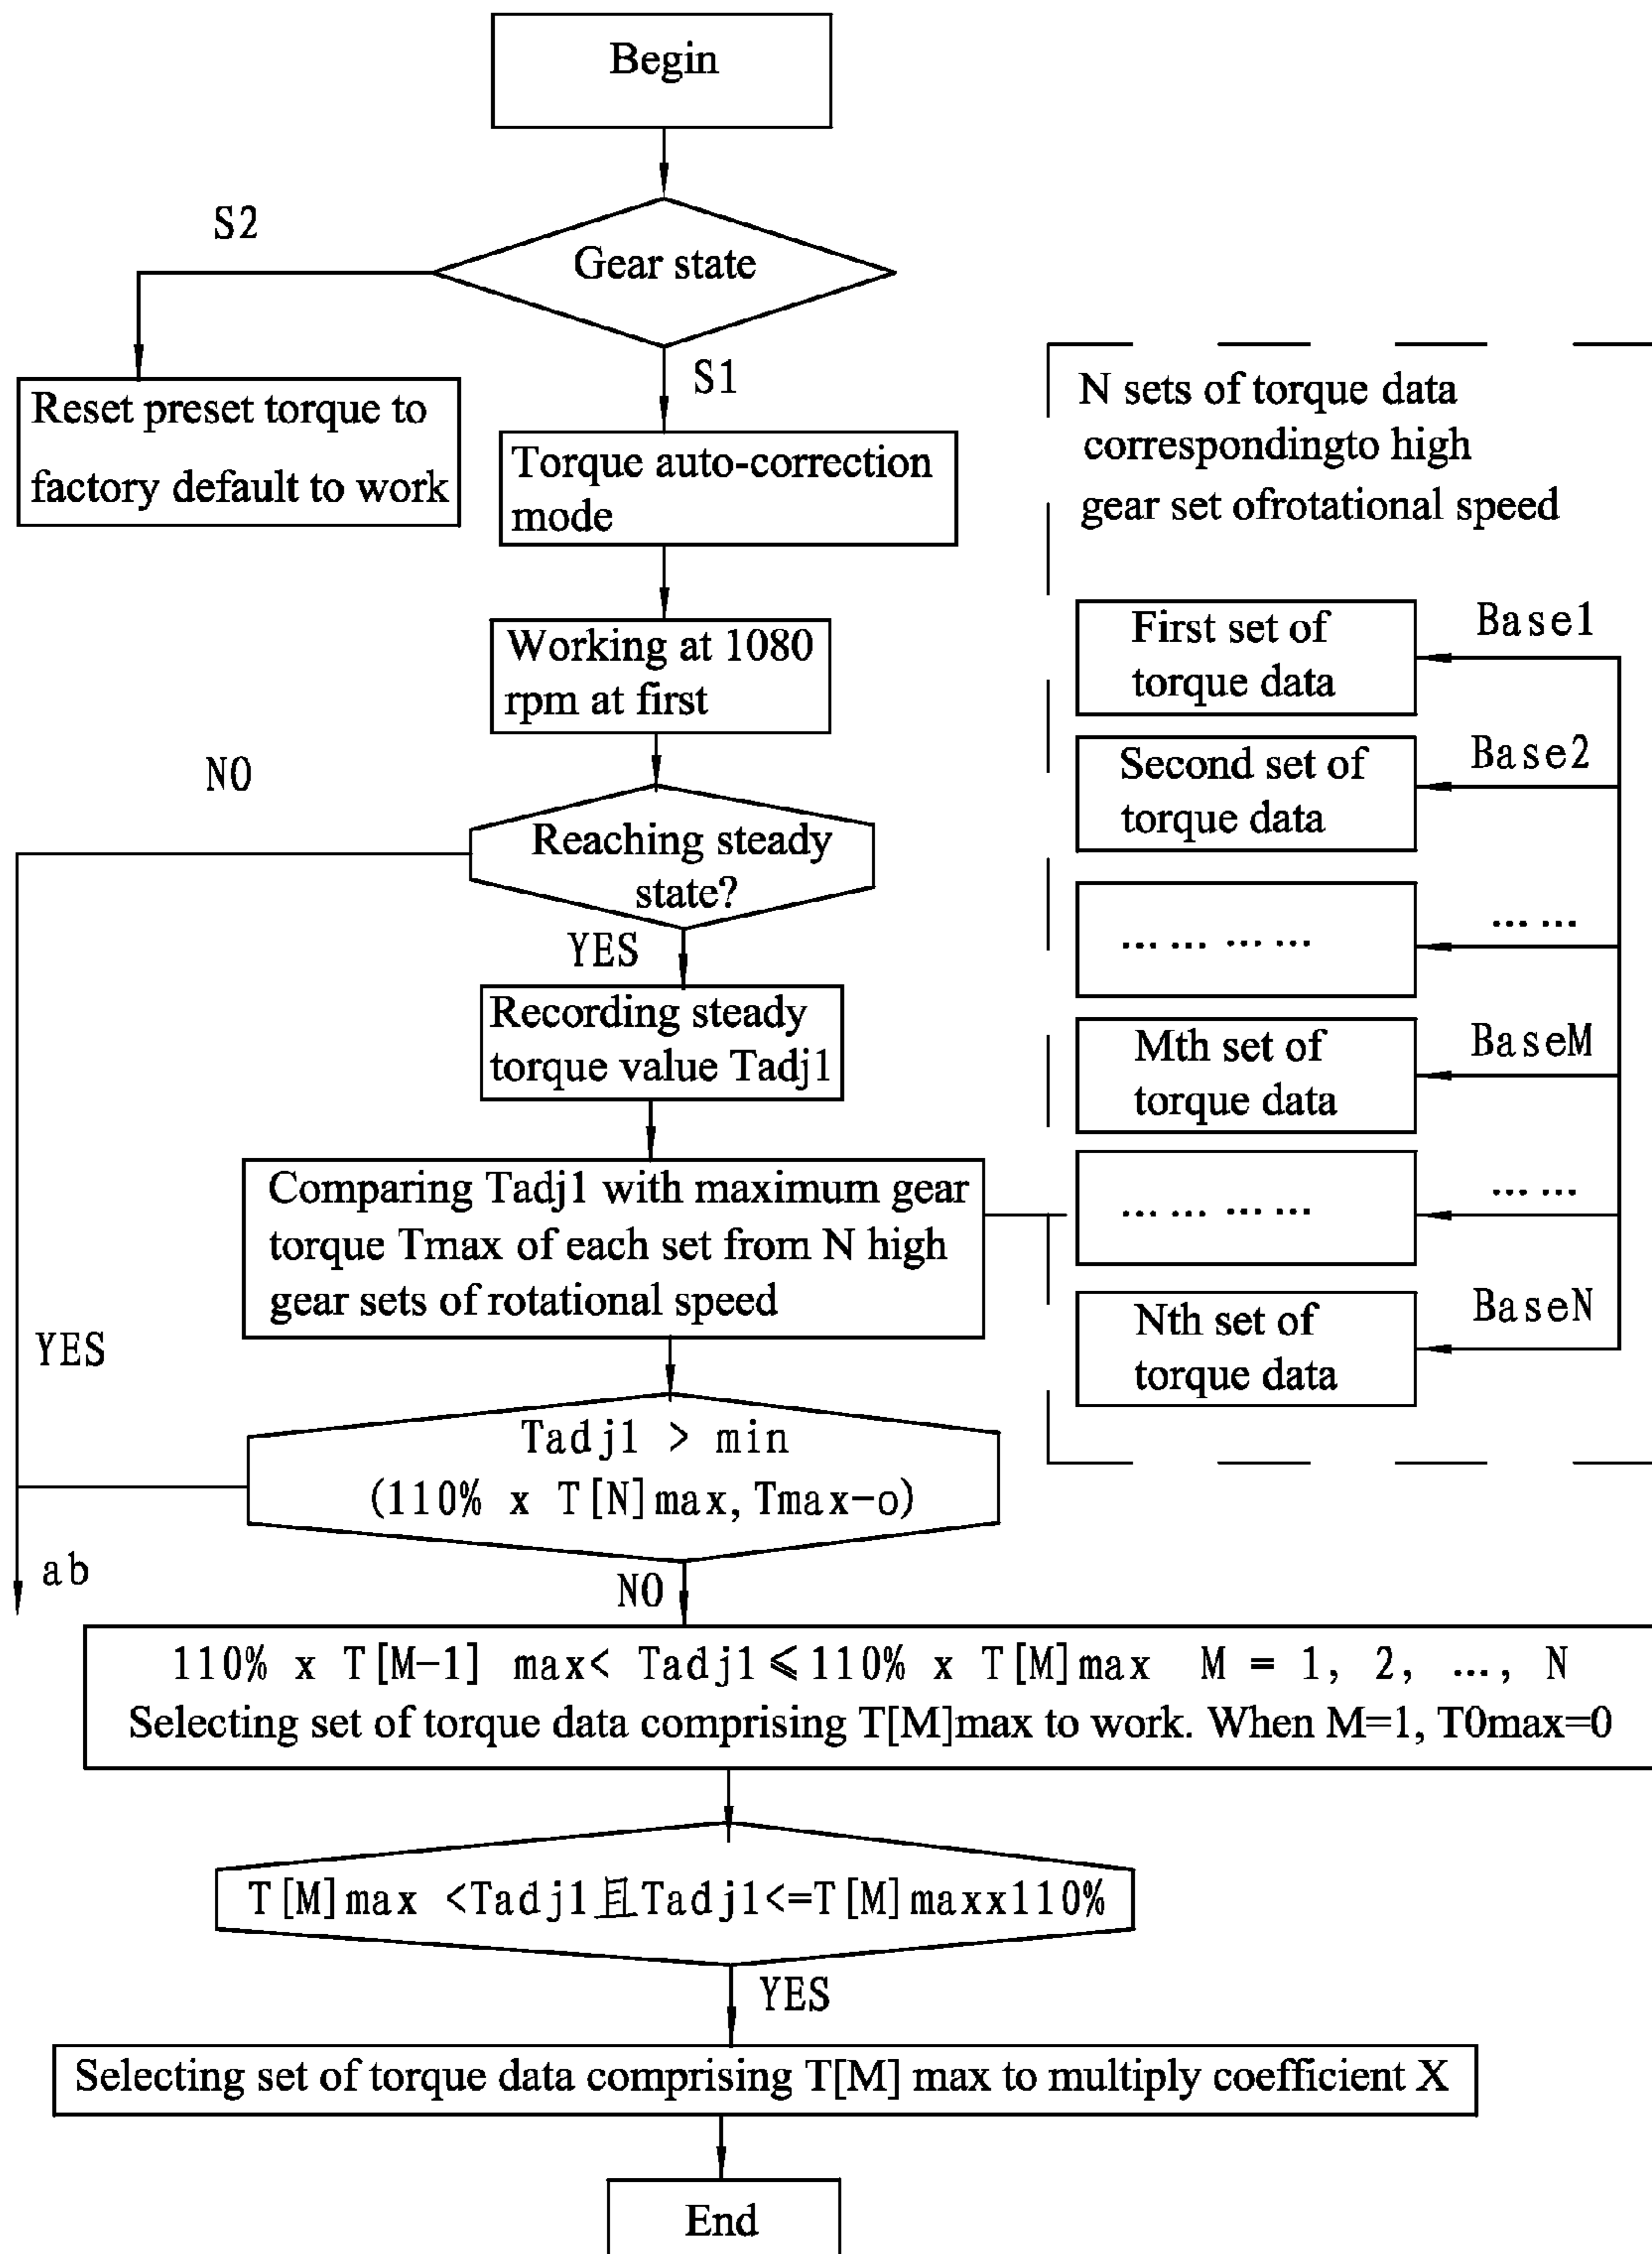 Begin
S2
Gear state
S1
Reset preset torque to
factory default to work
Torque auto-correction
mode
Working at 1080
rpm at first
NO
Reaching steady
state?
YES
Recording steady
torque value Tadj1
Comparing Tadj1 with maximum gear
torque Tmax of each set from N high
gear sets of rotational speed
N sets of torque data
correspondingto high
gear set ofrotational speed
First set of
torque data
Base1
Second set of
torque data
Base2
... ... ... ...
... ...
Mth set of
torque data
BaseM
... ... ... ...
... ...
Nth set of
torque data
BaseN
YES
Tadj1 > min
(110% x T[N]max, Tmax-o)
ab
NO
110% x T[M-1] max< Tadj1⩽110% x T[M]max M = 1, 2, ..., N
Selecting set of torque data comprising T[M]max to work. When M=1, T0max=0
T[M]max <Tadj1且Tadj1<=T[M]maxx110%
YES
Selecting set of torque data comprising T[M] max to multiply coefficient X
End